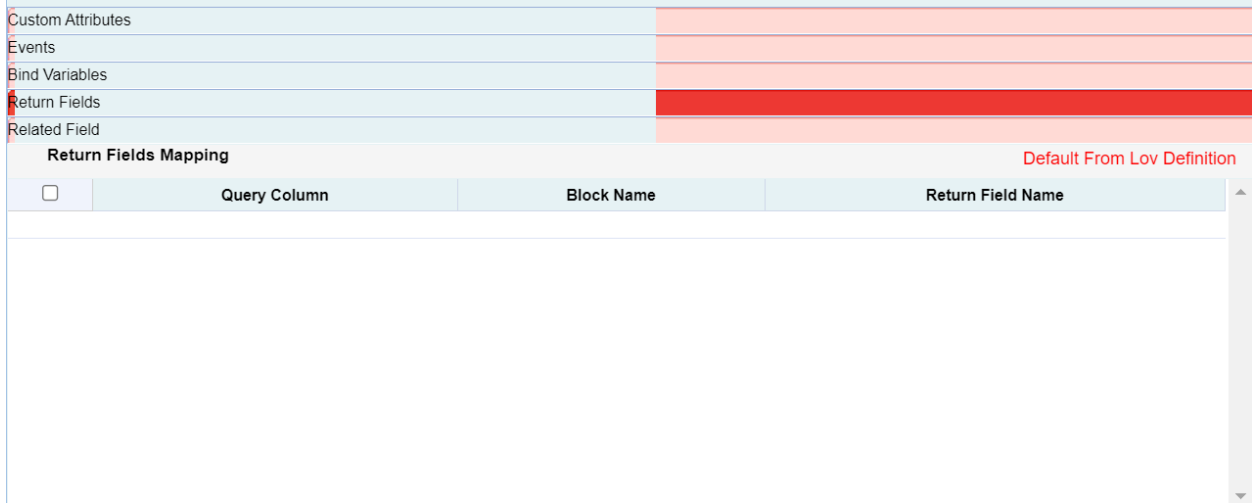 Custom Attributes
Events
Bind Variables
Return Fields
Related Field
Return Fields Mapping Default From Lov Definition
Query Column Block Name Return Field Name